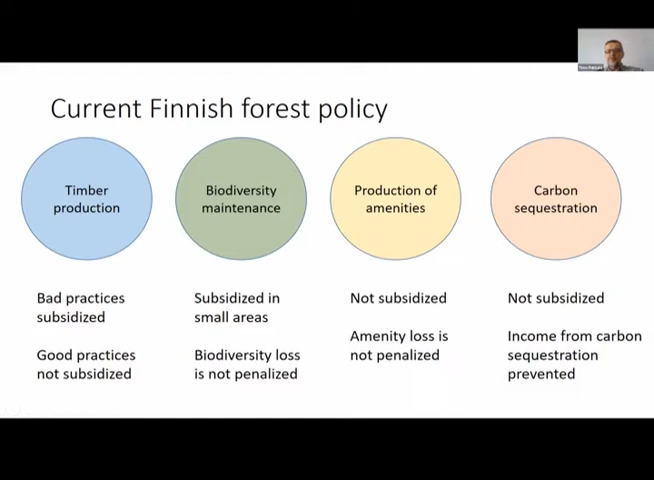 Current Finnish forest policy
Timber
production
Biodiversity
maintenance
Production of
amenities
Carbon
sequestration
Bad practices
subsidized
Good practices
not subsidized
Subsidized in
small areas
Biodiversity loss
is not penalized
Not subsidized
Amenity loss is
not penalized
Not subsidized
Income from carbon
sequestration
prevented